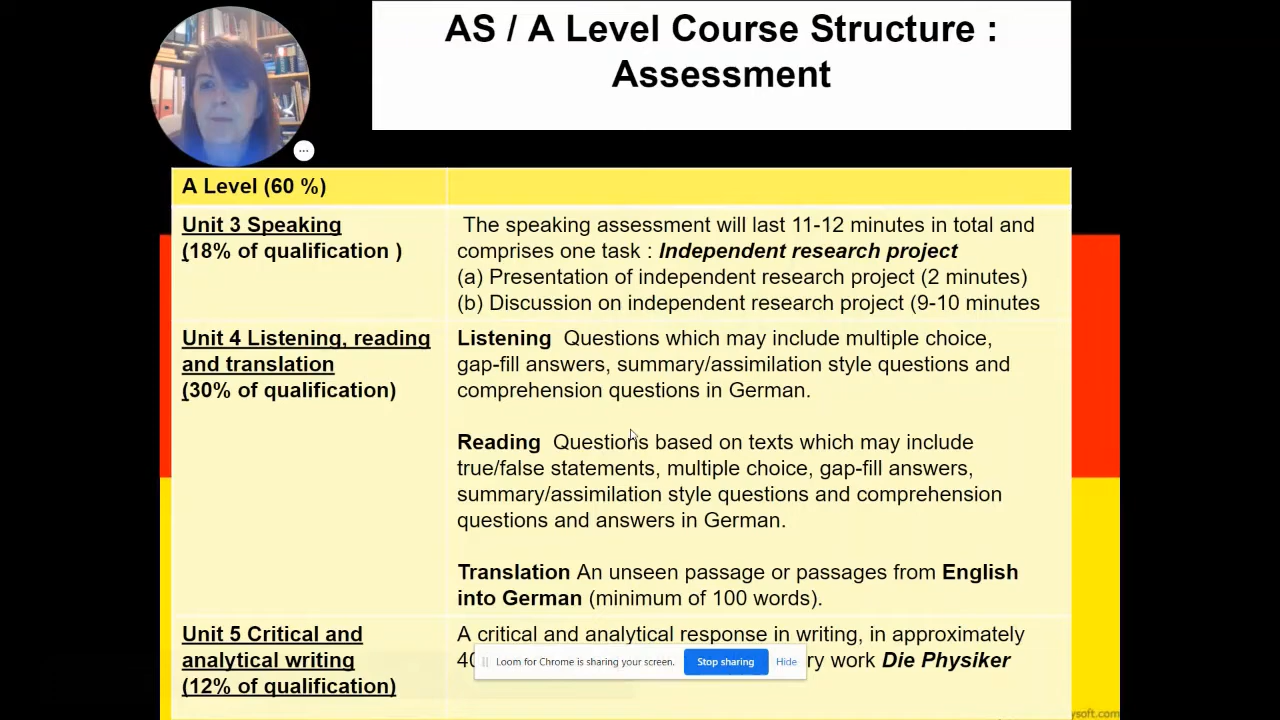 AS / A Level Course Structure :
Assessment
A Level (60 %)
Unit 3 Speaking
(18% of qualification )
The speaking assessment will last 11-12 minutes in total and
comprises one task : Independent research project
(a) Presentation of independent research project (2 minutes)
(b) Discussion on independent research project (9-10 minutes
Unit 4 Listening, reading
and translation
(30% of qualification)
Listening Questions which may include multiple choice,
gap-fill answers, summary/assimilation style questions and
comprehension questions in German.
Reading Questions based on texts which may include
true/false statements, multiple choice, gap-fill answers,
summary/assimilation style questions and comprehension
questions and answers in German.
Translation An unseen passage or passages from English
into German (minimum of 100 words).
Unit 5 Critical and
analytical writing
(12% of qualification)
A critical and analytical response in writing, in approximately
work Die Physiker
Loom for Chrome is sharing your screen. Stop sharing Hide